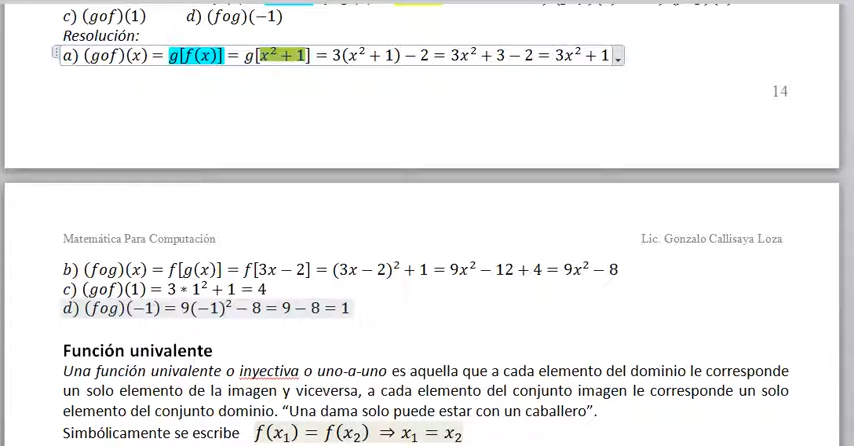 c) (gof)(1) d) (fog)(−1)
Resolución:
a) (gof)(x) = g[f(x)] = g[x² + 1] = 3(x² + 1) − 2 = 3x² + 3 − 2 = 3x² + 1
14
Matemática Para Computación Lic. Gonzalo Callisaya Loza
b) (fog)(x) = f[g(x)] = f[3x − 2] = (3x − 2)² + 1 = 9x² − 12 + 4 = 9x² − 8
c) (gof)(1) = 3 * 1² + 1 = 4
d) (fog)(−1) = 9(−1)² − 8 = 9 − 8 = 1
Función univalente
Una función univalente o inyectiva o uno-a-uno es aquella que a cada elemento del dominio le corresponde
un solo elemento de la imagen y viceversa, a cada elemento del conjunto imagen le corresponde un solo
elemento del conjunto dominio. “Una dama solo puede estar con un caballero”.
Simbólicamente se escribe f(x₁) = f(x₂) ⇒ x₁ = x₂